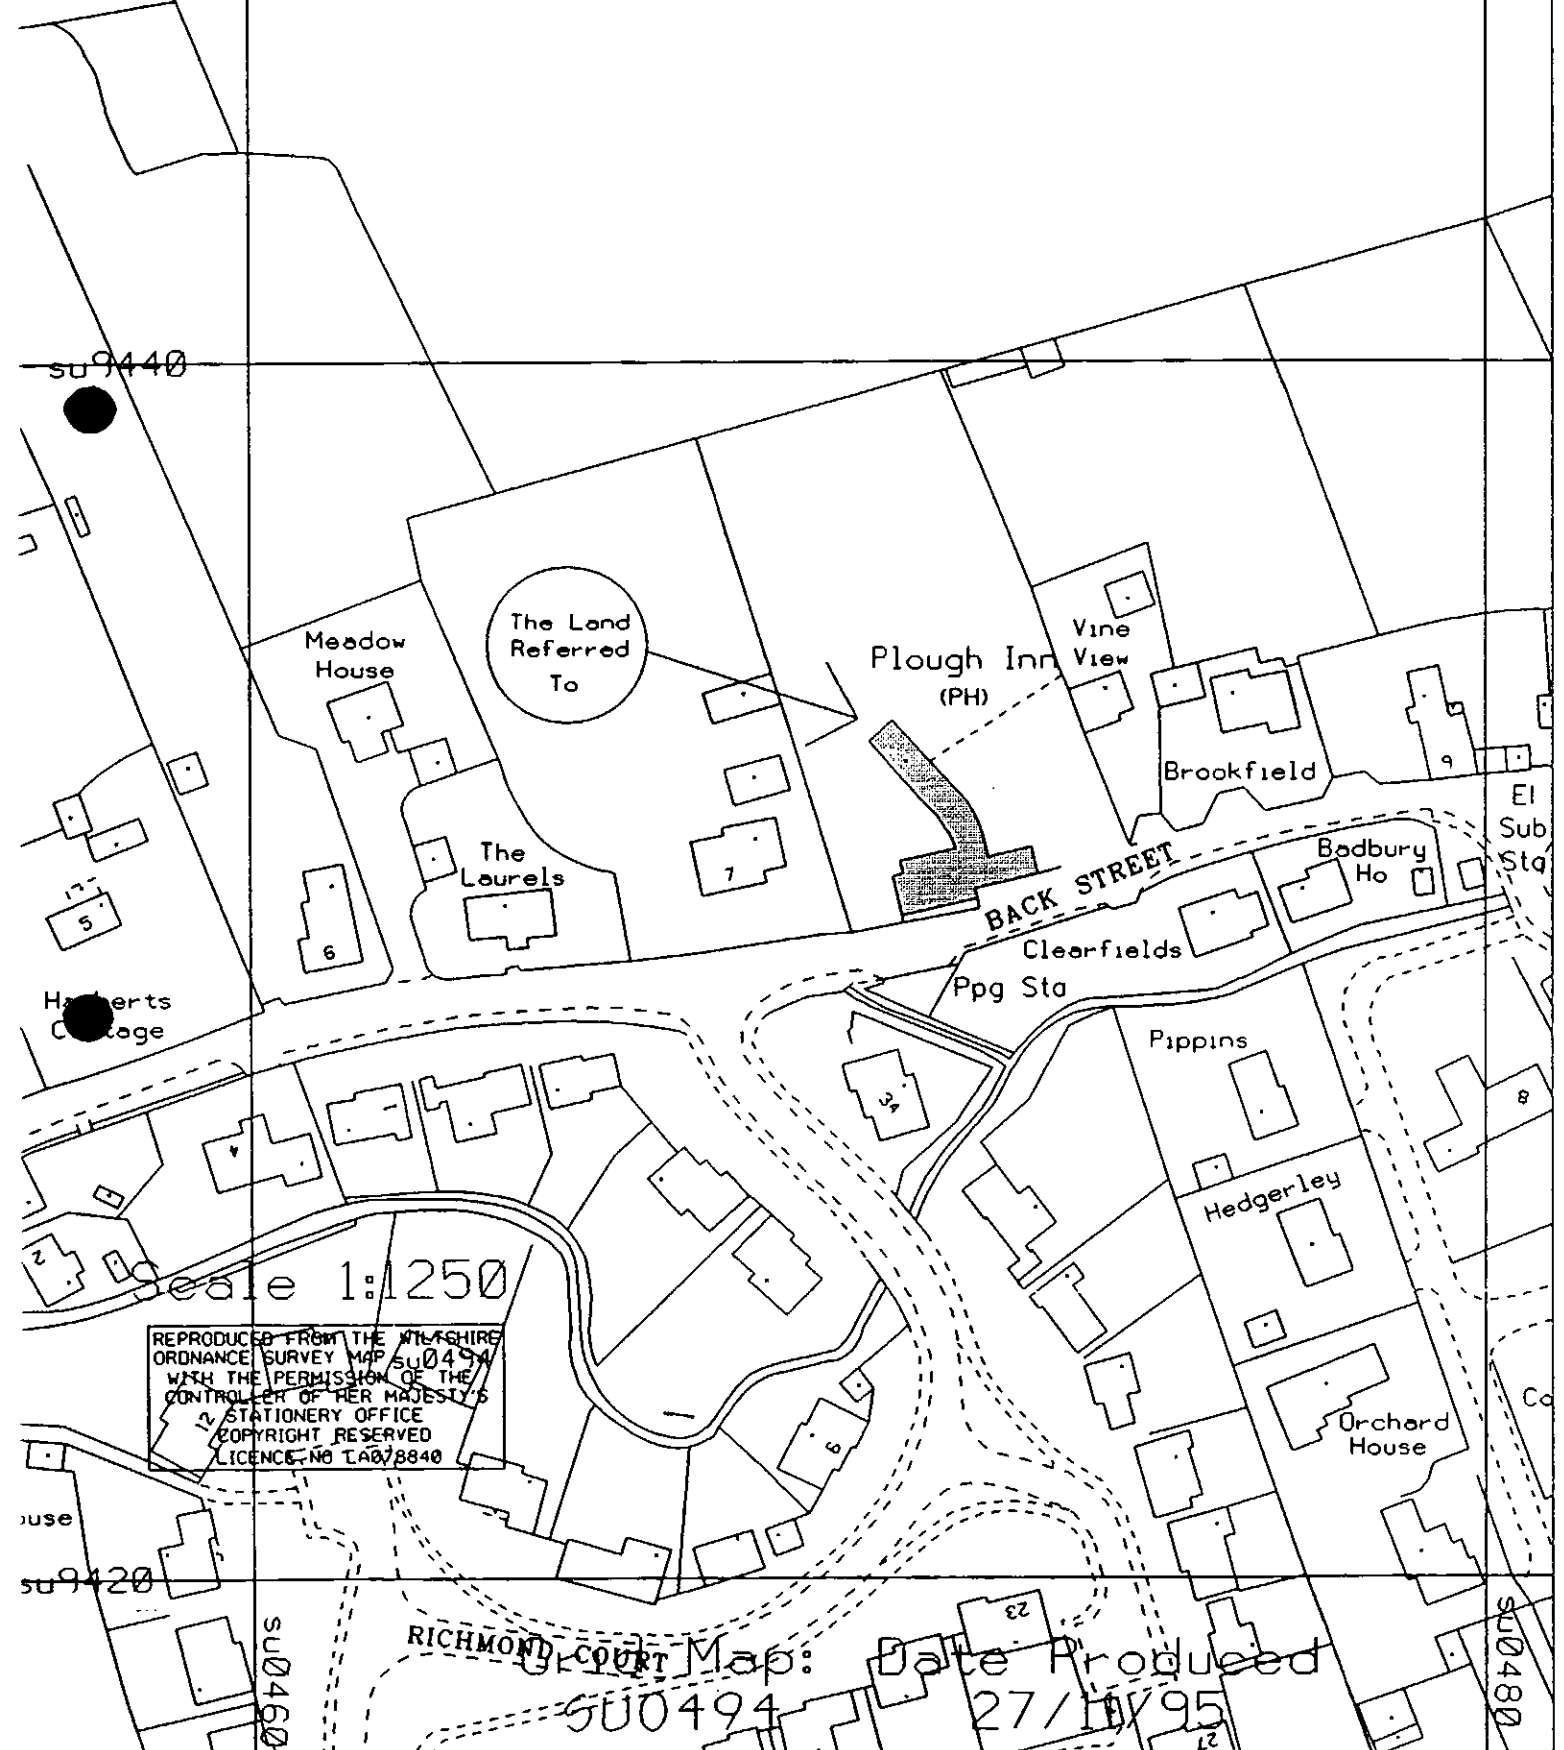 su9440
The Land
Referred
To
Meadow
House
Plough Inn
(PH)
Vine
View
Brookfield
9
El
Sub
Sta
The
Laurels
7
BACK STREET
Badbury
Ho
5
6
Clearfields
Ppg Sta
Pippins
1
34
4
8
Hedgerley
2
Scale 1:1250
REPRODUCED FROM THE WILTSHIRE
ORDNANCE SURVEY MAP su0494
WITH THE PERMISSION OF THE
CONTROLLER OF HER MAJESTY'S
STATIONERY OFFICE
COPYRIGHT RESERVED
LICENCE NO LA078840
12
Orchard
House
Co
su9420
23
RICHMOND COURT
Map: Date Produced
SU0494 27/11/95
27
su0460
su0480